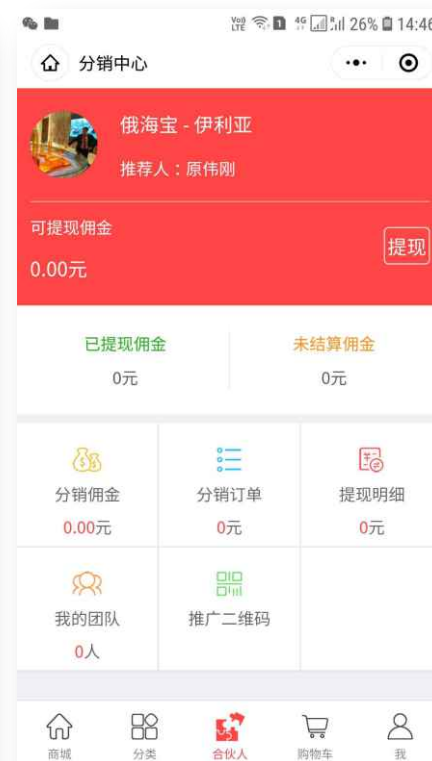 Vo)) LTE 1 4G 26% 14:46
分销中心
俄海宝 - 伊利亚
推荐人：原伟刚
可提现佣金
提现
0.00元
已提现佣金 未结算佣金
0元 0元
分销佣金 分销订单 提现明细
0.00元 0元 0元
我的团队 推广二维码
0人
商城 分类 合伙人 购物车 我